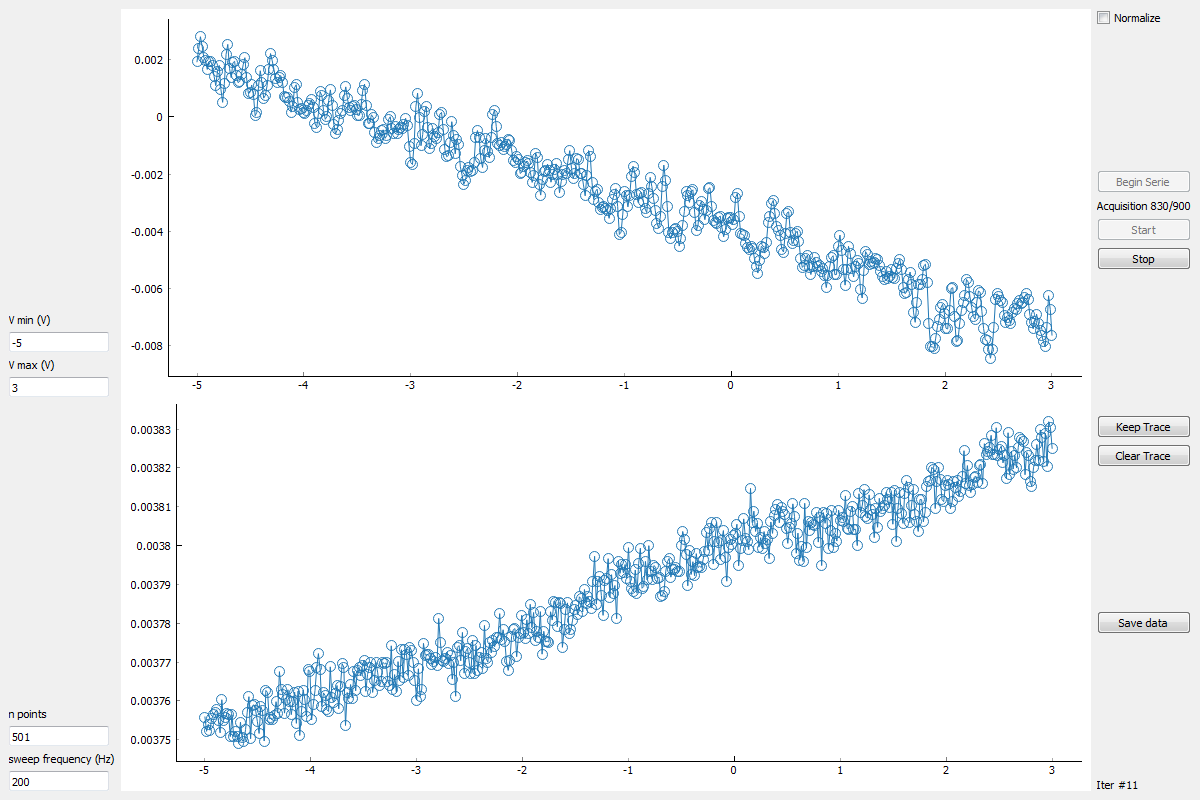 Normalize
0.002
0
-0.002
-0.004
-0.006
-0.008
-5
-4
-3
-2
-1
0
1
2
3
Begin Serie
Acquisition 830/900
Start
Stop
V min (V)
-5
V max (V)
3
0.00383
0.00382
0.00381
0.0038
0.00379
0.00378
0.00377
0.00376
0.00375
-5
-4
-3
-2
-1
0
1
2
3
Keep Trace
Clear Trace
Save data
n points
501
sweep frequency (Hz)
200
Iter #11